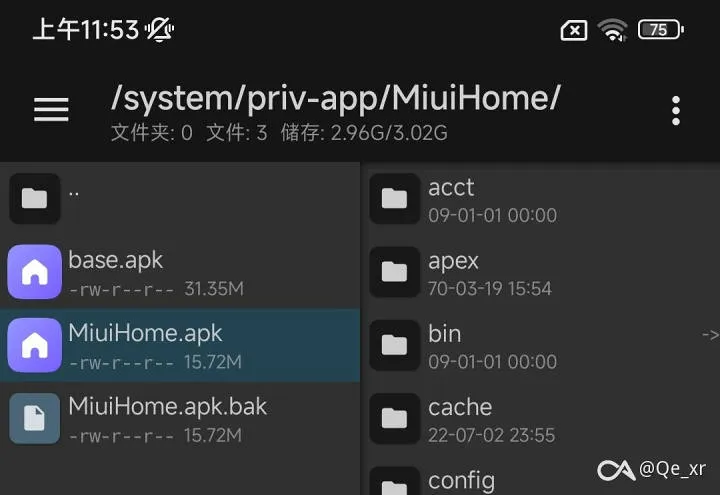 上午11:53
75
/system/priv-app/MiuiHome/
文件夹: 0 文件: 3 储存: 2.96G/3.02G
..
base.apk
-rw-r--r-- 31.35M
MiuiHome.apk
-rw-r--r-- 15.72M
MiuiHome.apk.bak
-rw-r--r-- 15.72M
acct
09-01-01 00:00
apex
70-03-19 15:54
bin
->
09-01-01 00:00
cache
22-07-02 23:55
config
@Qe_xr